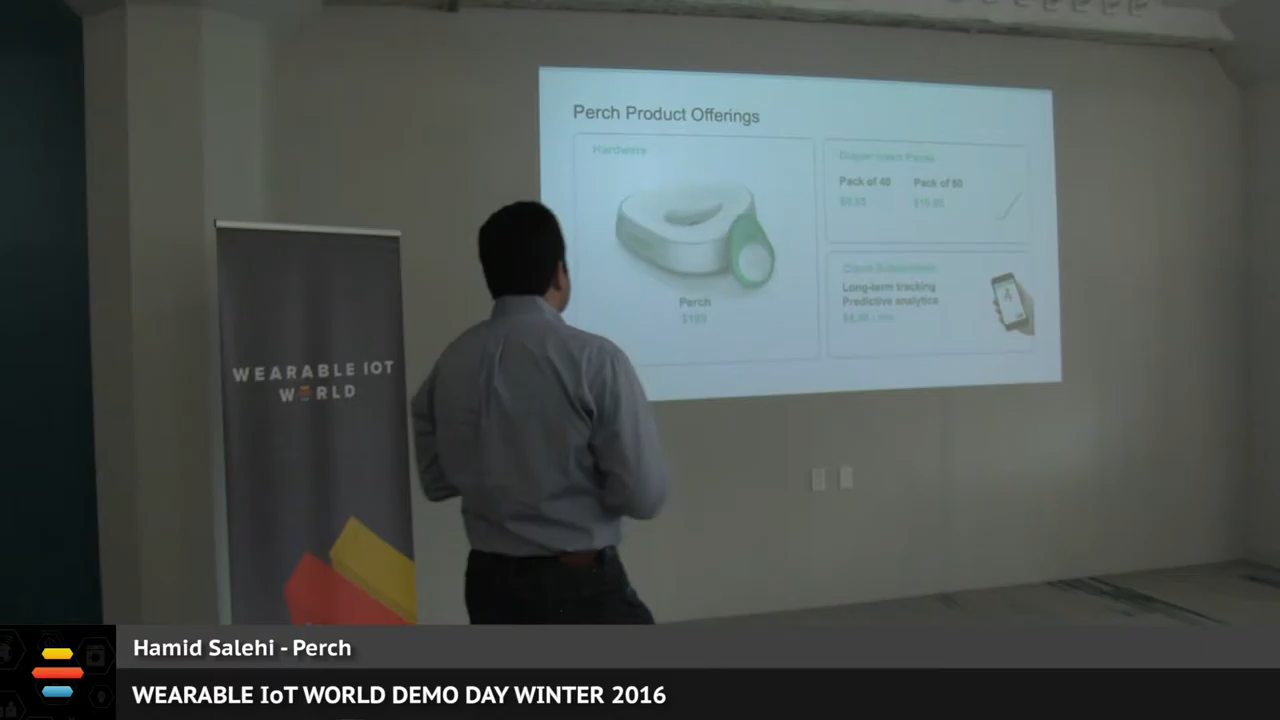 Perch Product Offerings
Hardware
Perch
Pack of 40 Pack of 80
Long-term tracking
Predictive analytics
WEARABLE IOT
WORLD
Hamid Salehi - Perch
WEARABLE IoT WORLD DEMO DAY WINTER 2016